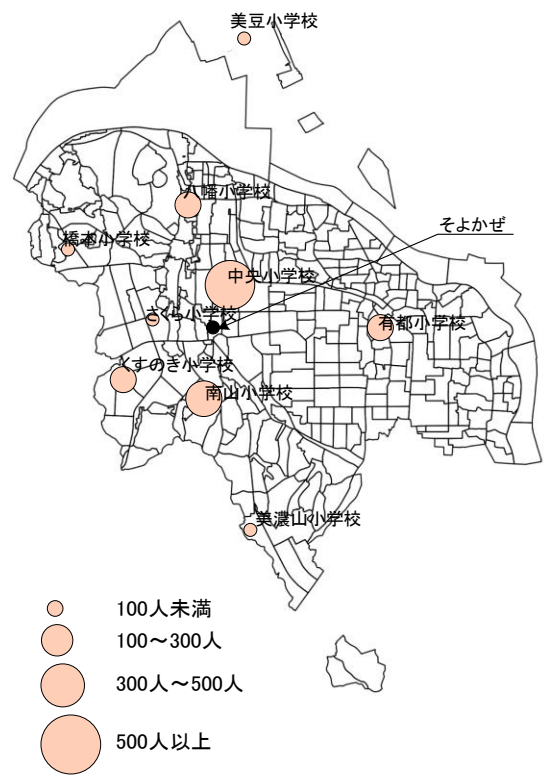 美豆小学校
八幡小学校
橋本小学校
そよかぜ
中央小学校
さくら小学校
有都小学校
くすのき小学校
南山小学校
美濃山小学校
100人未満
100～300人
300人～500人
500人以上